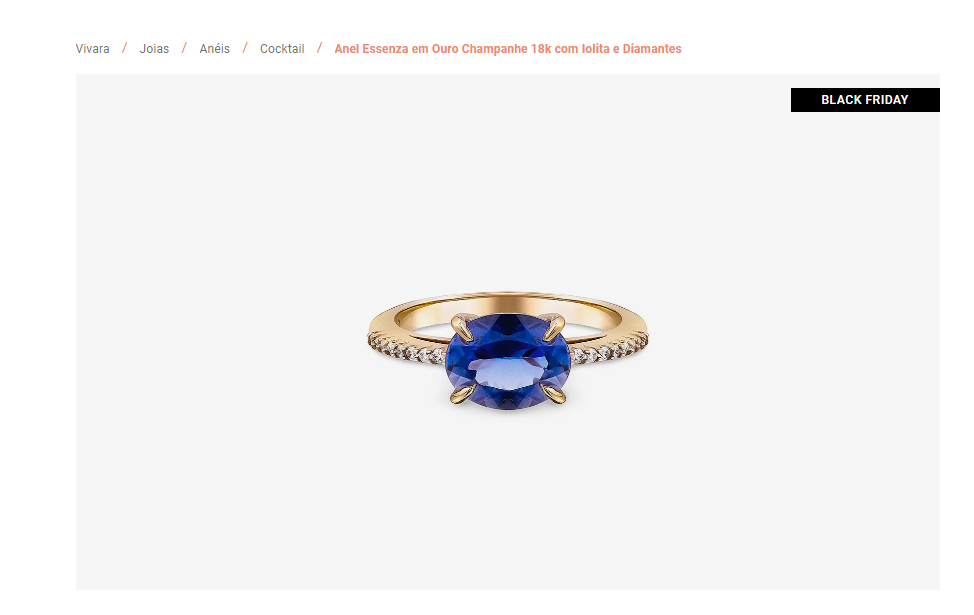 Vivara / Joias / Anéis / Cocktail / Anel Essenza em Ouro Champanhe 18k com Iolita e Diamantes
BLACK FRIDAY